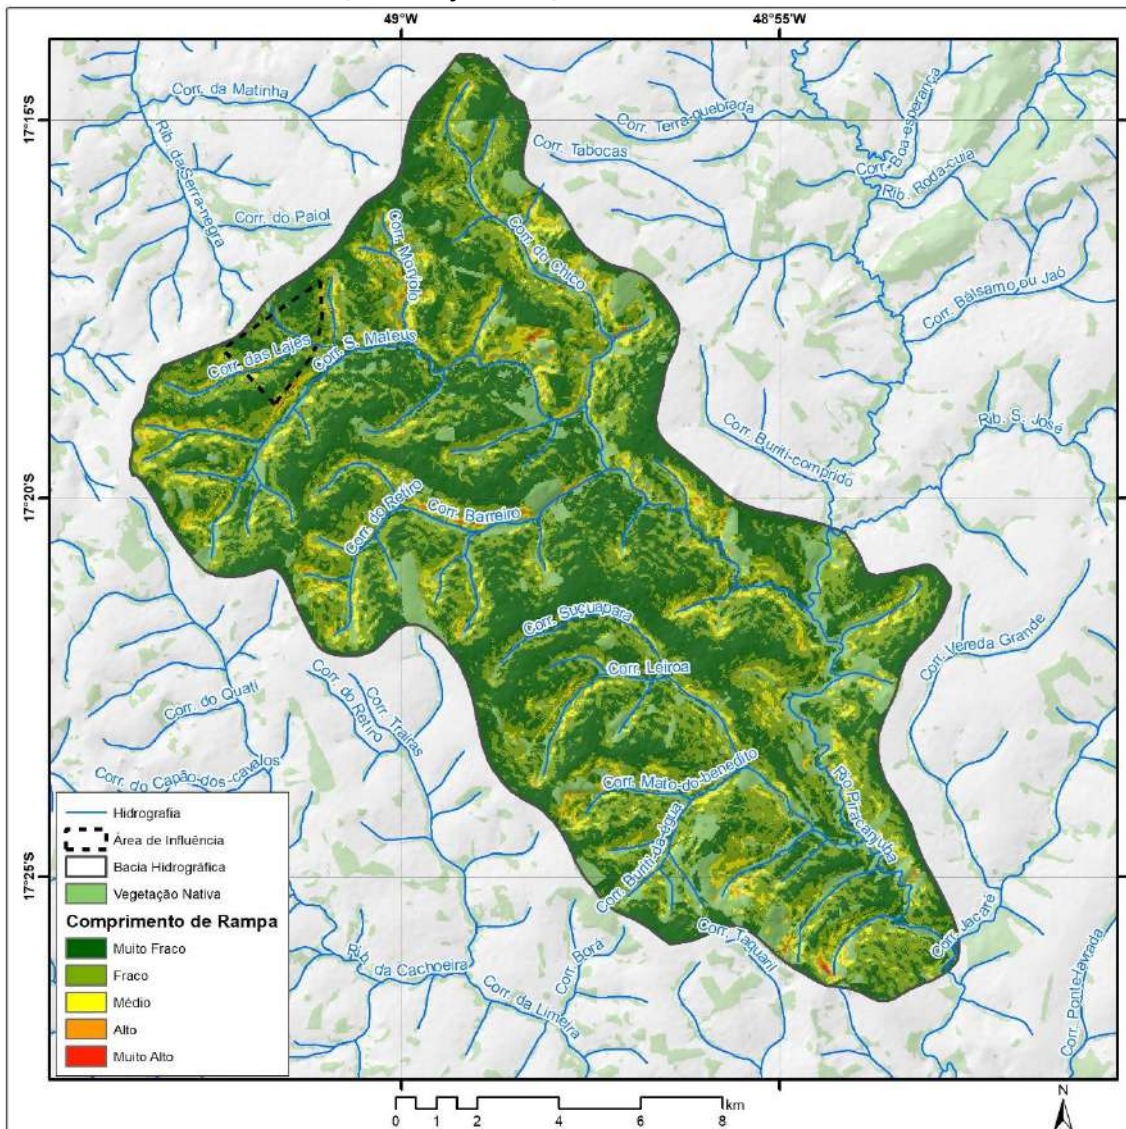 49°W
48°55'W
17°15'S
17°20'S
17°25'S
Corr. da Matinha
Corr. Terra-quebrada
Corr. Boa-esperança
Corr. Tabocas
Rib. da Serra-negra
Rib. Roda-cuia
Corr. do Paiol
Corr. Monjolo
Corr. do Chico
Corr. Bálsamo ou Jaó
Corr. das Lajes
Corr. S. Mateus
Rib. S. José
Corr. Buriti-comprido
Corr. do Retiro
Corr. Barreiro
Corr. Suçuapara
Corr. Vereda Grande
Corr. Leiroa
Corr. do Quati
Corr. do Retiro
Corr. Traíras
Corr. do Capão-dos-cavalos
Corr. Mato-do-benedito
Rio Piracanjuba
Corr. Buriti-da-água
Corr. Taquaril
Corr. Jacaré
Rib. da Cachoeira
Corr. Borá
Corr. da Limeira
Corr. Ponte-lavrada
Hidrografia
Área de Influência
Bacia Hidrográfica
Vegetação Nativa
Comprimento de Rampa
Muito Fraco
Fraco
Médio
Alto
Muito Alto
km
0 1 2 4 6 8
N